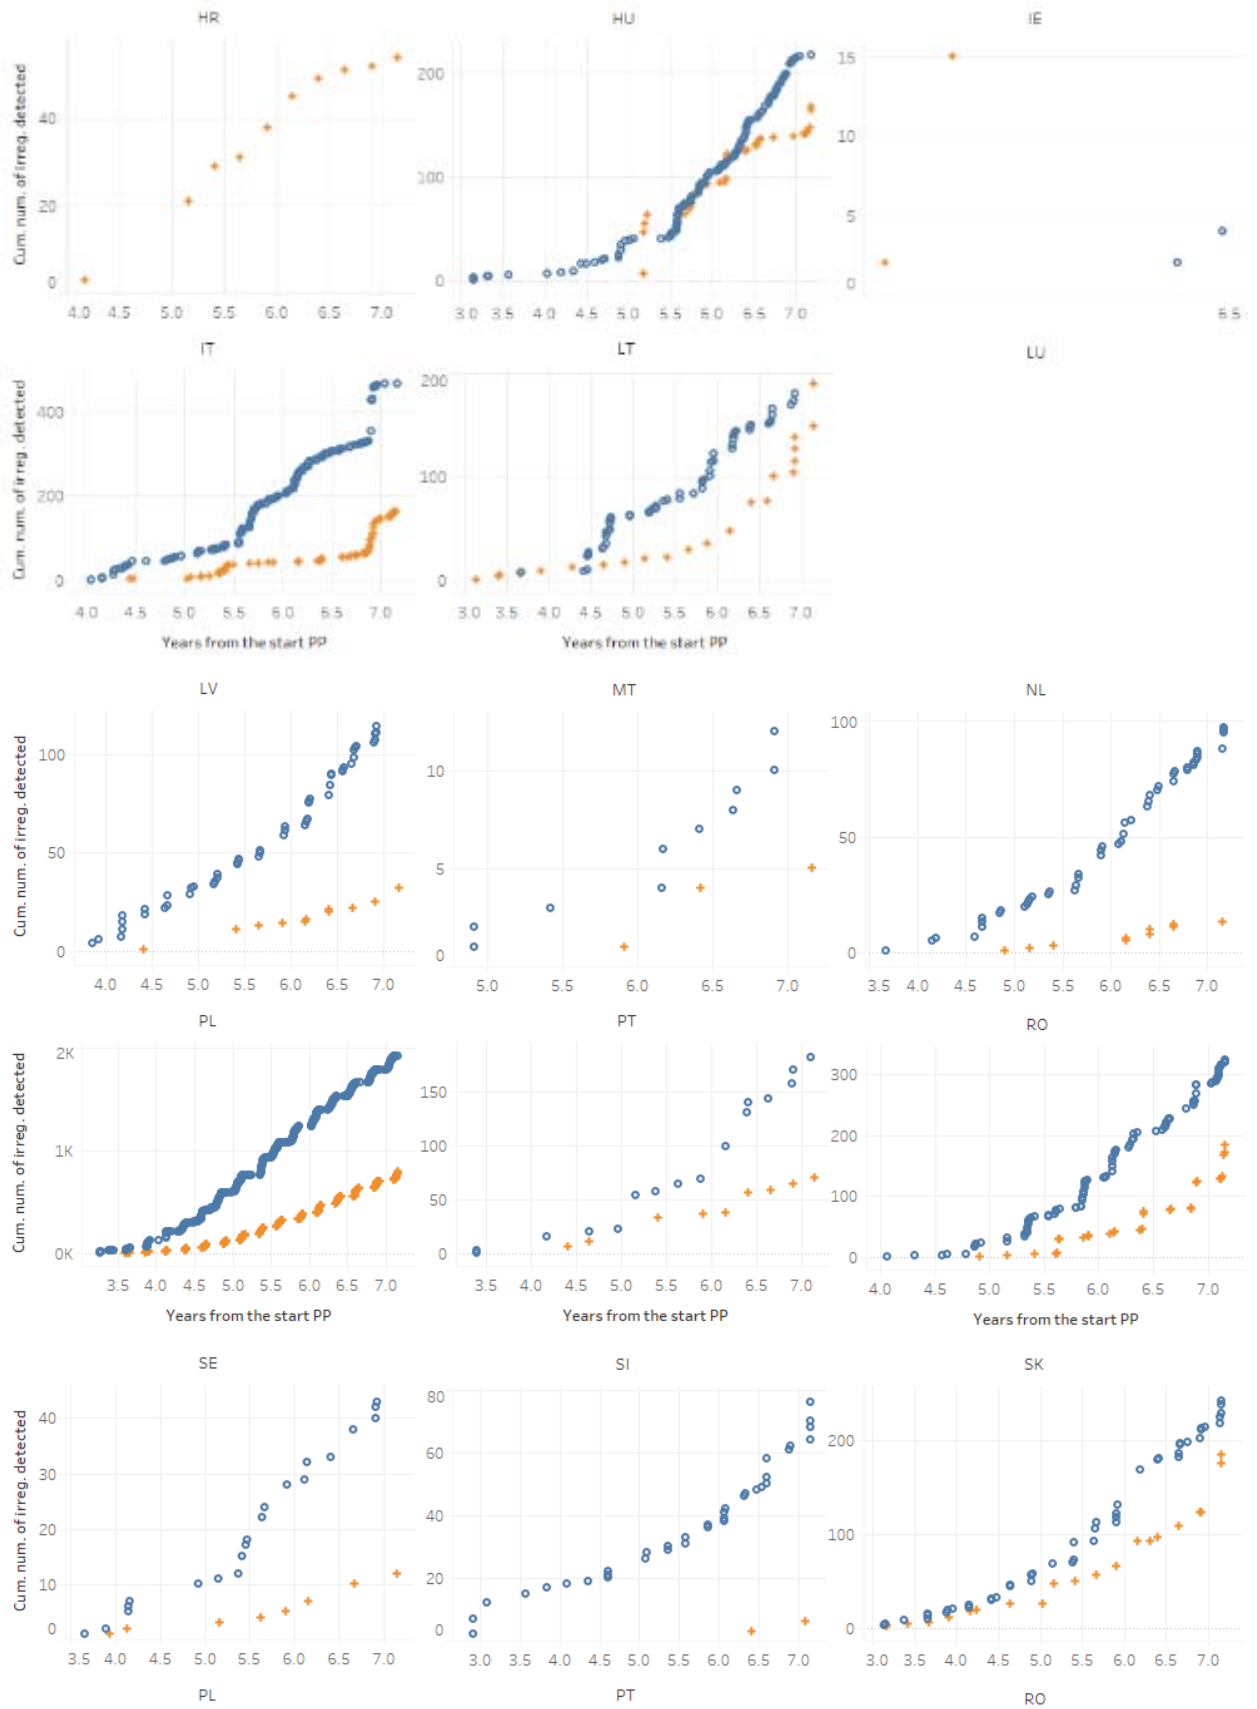 HR HU IE
Cum. num. of irreg. detected
40
20
0
4.0 4.5 5.0 5.5 6.0 6.5 7.0
200
100
0
3.0 3.5 4.0 4.5 5.0 5.5 6.0 6.5 7.0
15
10
5
0
6.5
IT LT LU
Cum. num. of irreg. detected
400
200
0
4.0 4.5 5.0 5.5 6.0 6.5 7.0
Years from the start PP
200
100
0
3.0 3.5 4.0 4.5 5.0 5.5 6.0 6.5 7.0
Years from the start PP
LV MT NL
Cum. num. of irreg. detected
100
50
0
4.0 4.5 5.0 5.5 6.0 6.5 7.0
10
5
0
5.0 5.5 6.0 6.5 7.0
100
50
0
3.5 4.0 4.5 5.0 5.5 6.0 6.5 7.0
PL PT RO
Cum. num. of irreg. detected
2K
1K
0K
3.5 4.0 4.5 5.0 5.5 6.0 6.5 7.0
Years from the start PP
150
100
50
0
3.5 4.0 4.5 5.0 5.5 6.0 6.5 7.0
Years from the start PP
300
200
100
0
4.0 4.5 5.0 5.5 6.0 6.5 7.0
Years from the start PP
SE SI SK
Cum. num. of irreg. detected
40
30
20
10
0
3.5 4.0 4.5 5.0 5.5 6.0 6.5 7.0
80
60
40
20
0
3.0 3.5 4.0 4.5 5.0 5.5 6.0 6.5 7.0
200
100
0
3.0 3.5 4.0 4.5 5.0 5.5 6.0 6.5 7.0
PL PT RO